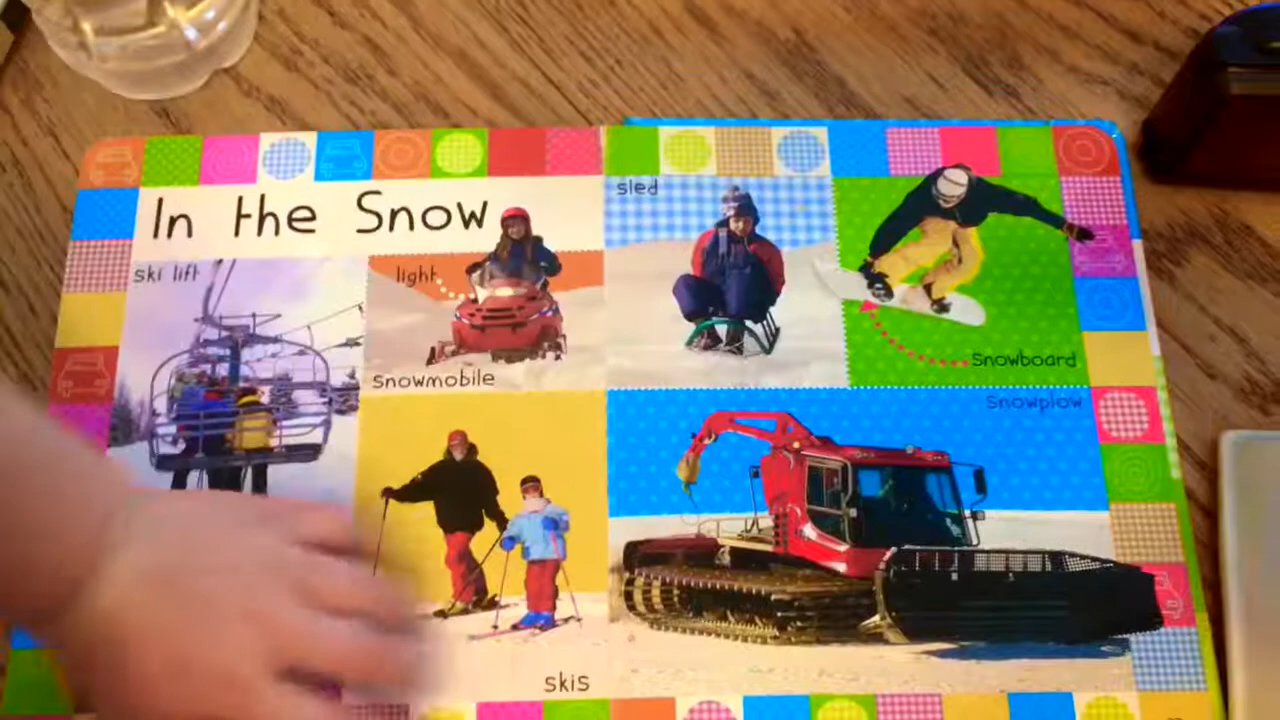 In the Snow
ski lift
light
snowmobile
sled
snowboard
skis
snowplow